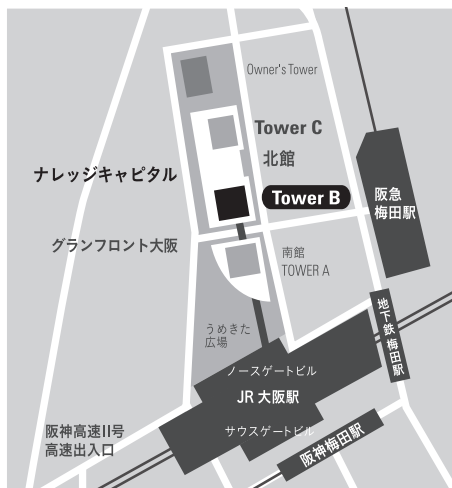 Owner's Tower
Tower C
北館
ナレッジキャピタル
Tower B
阪急
梅田駅
グランフロント大阪
南館
TOWER A
うめきた
広場
地下鉄 梅田駅
ノースゲートビル
JR 大阪駅
サウスゲートビル
阪神高速II号
高速出入口
阪神梅田駅